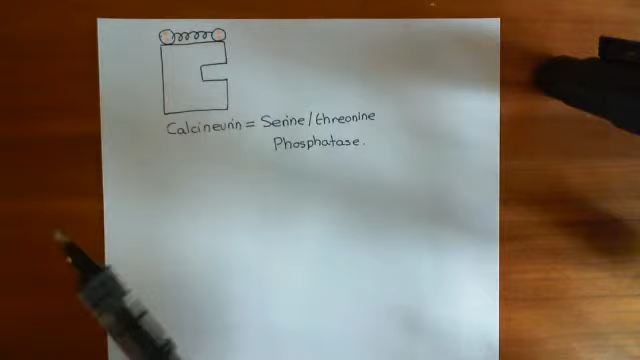 Calcineurin = Serine/threonine
Phosphatase.